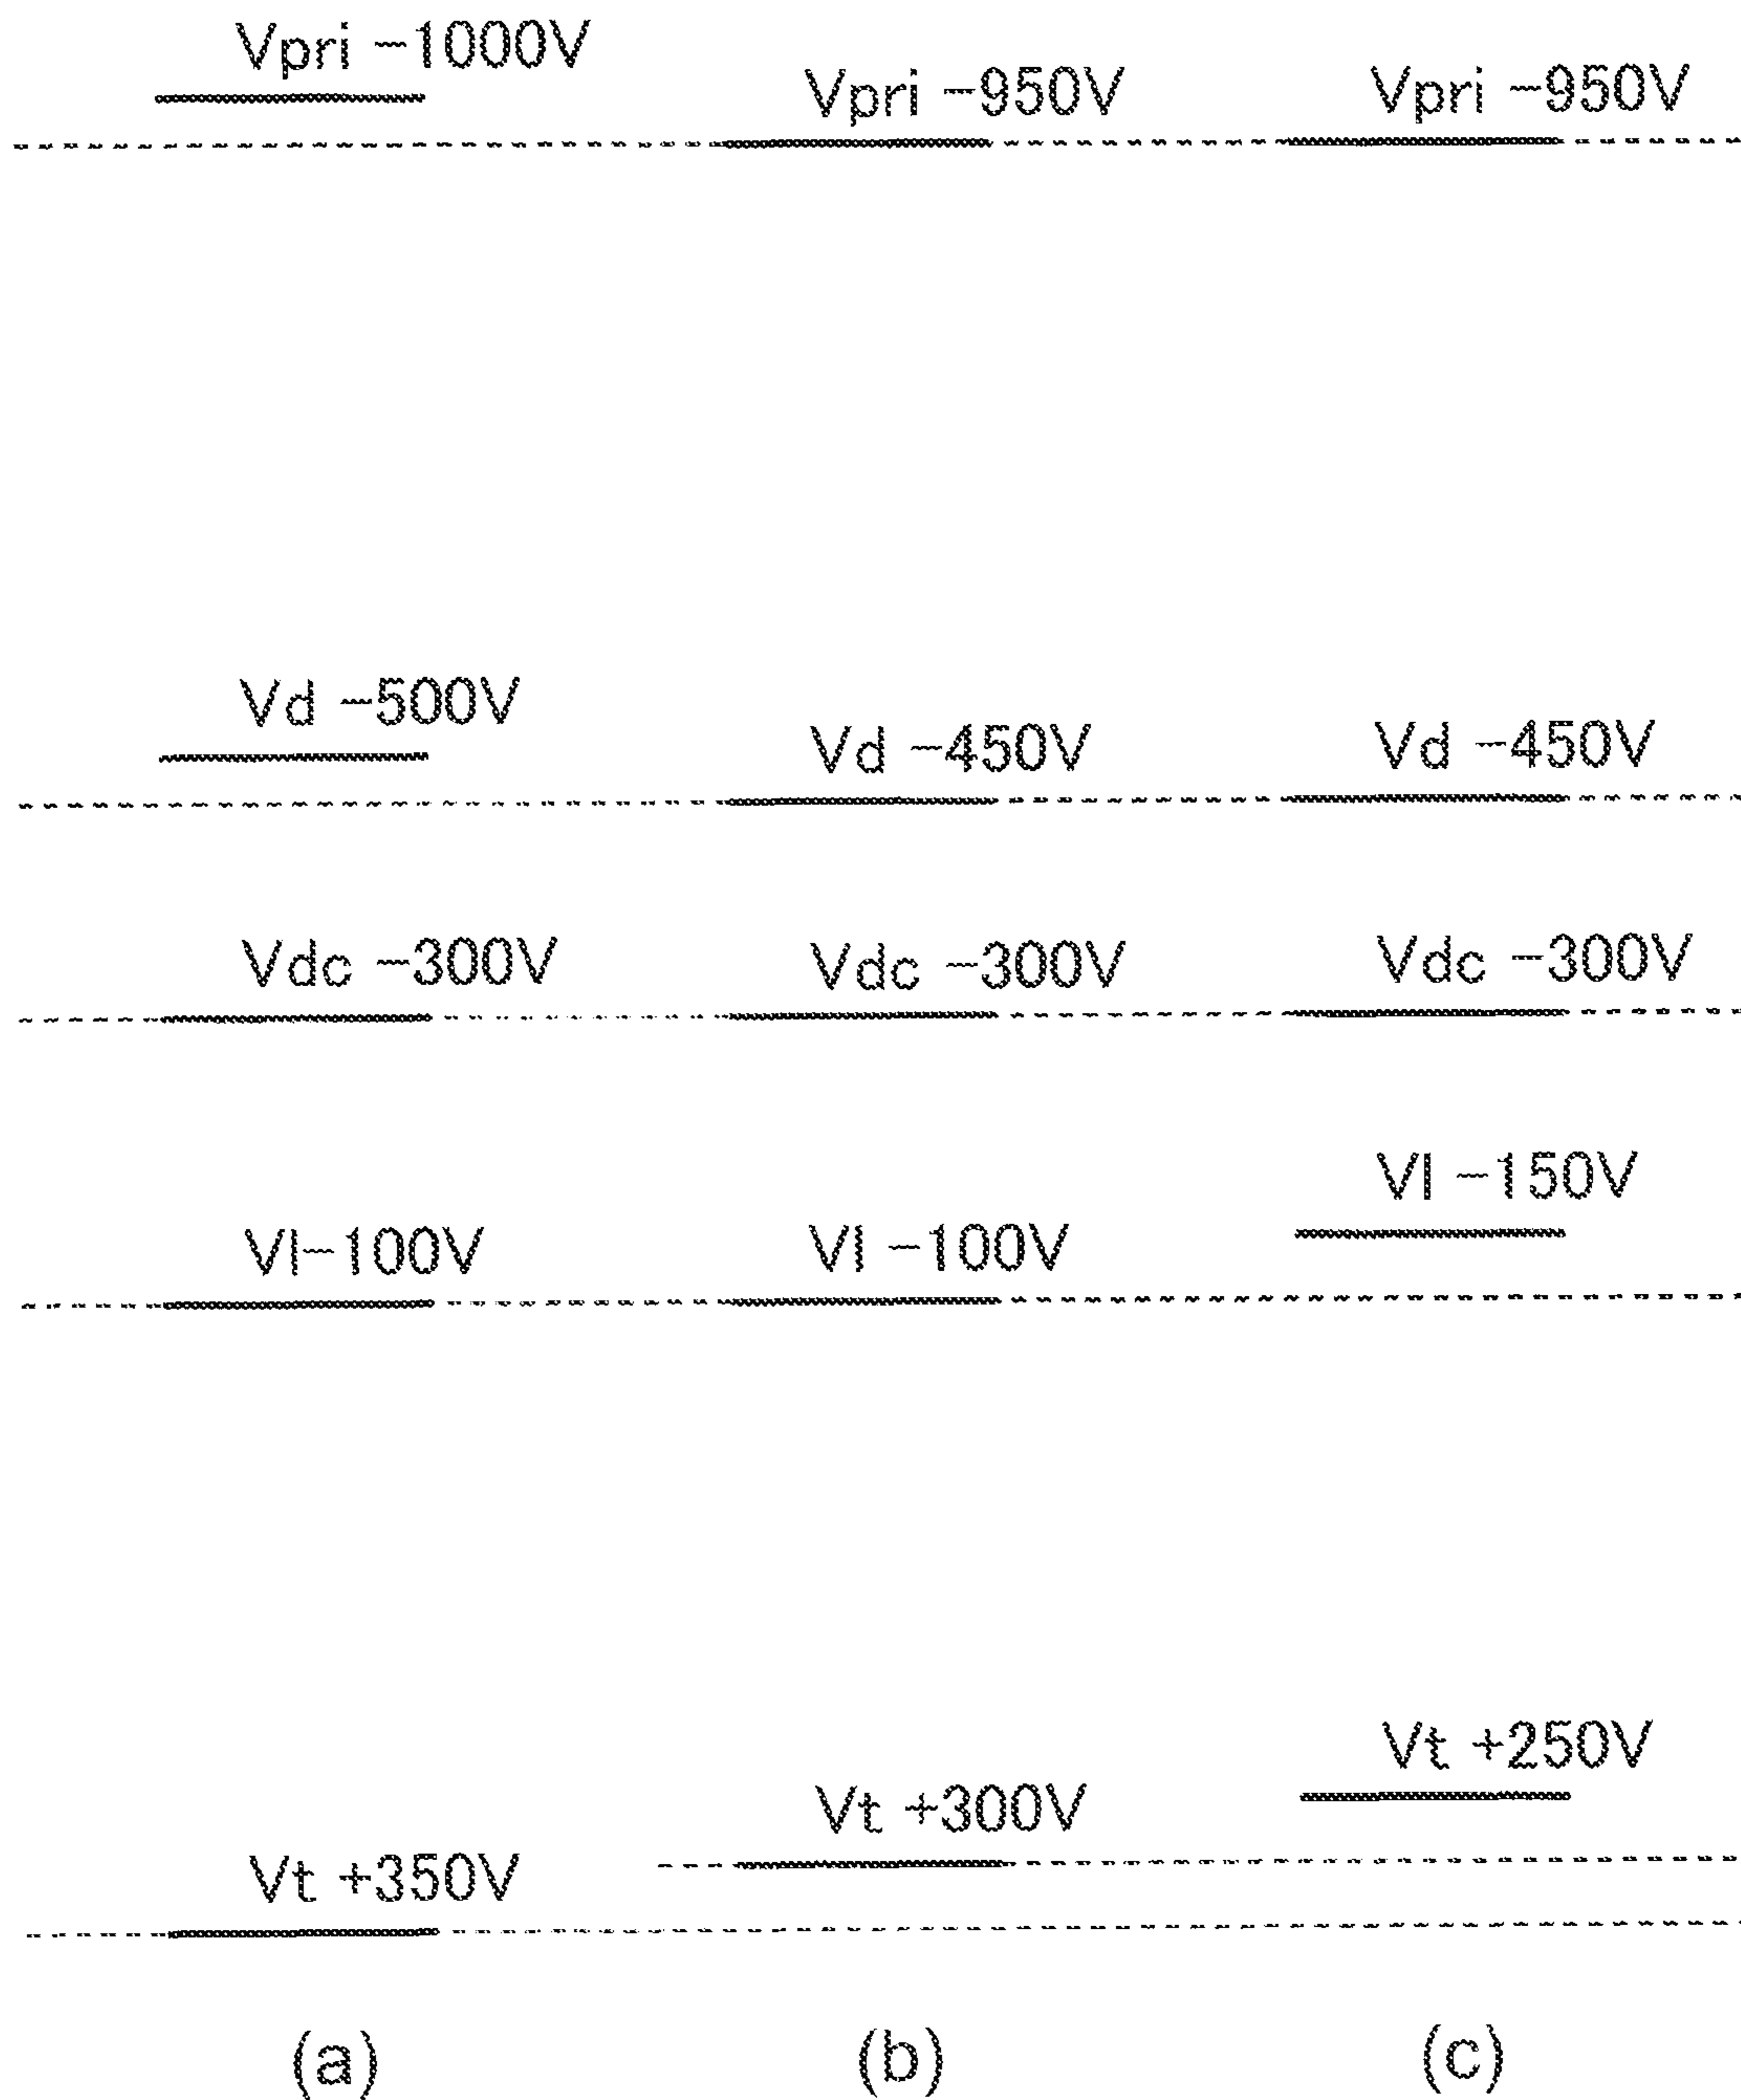 Vpri −1000V
Vpri −950V
Vpri −950V
Vd −500V
Vd −450V
Vd −450V
Vdc −300V
Vdc −300V
Vdc −300V
Vl −150V
Vl−100V
Vl −100V
Vt +250V
Vt +300V
Vt +350V
(a)
(b)
(c)